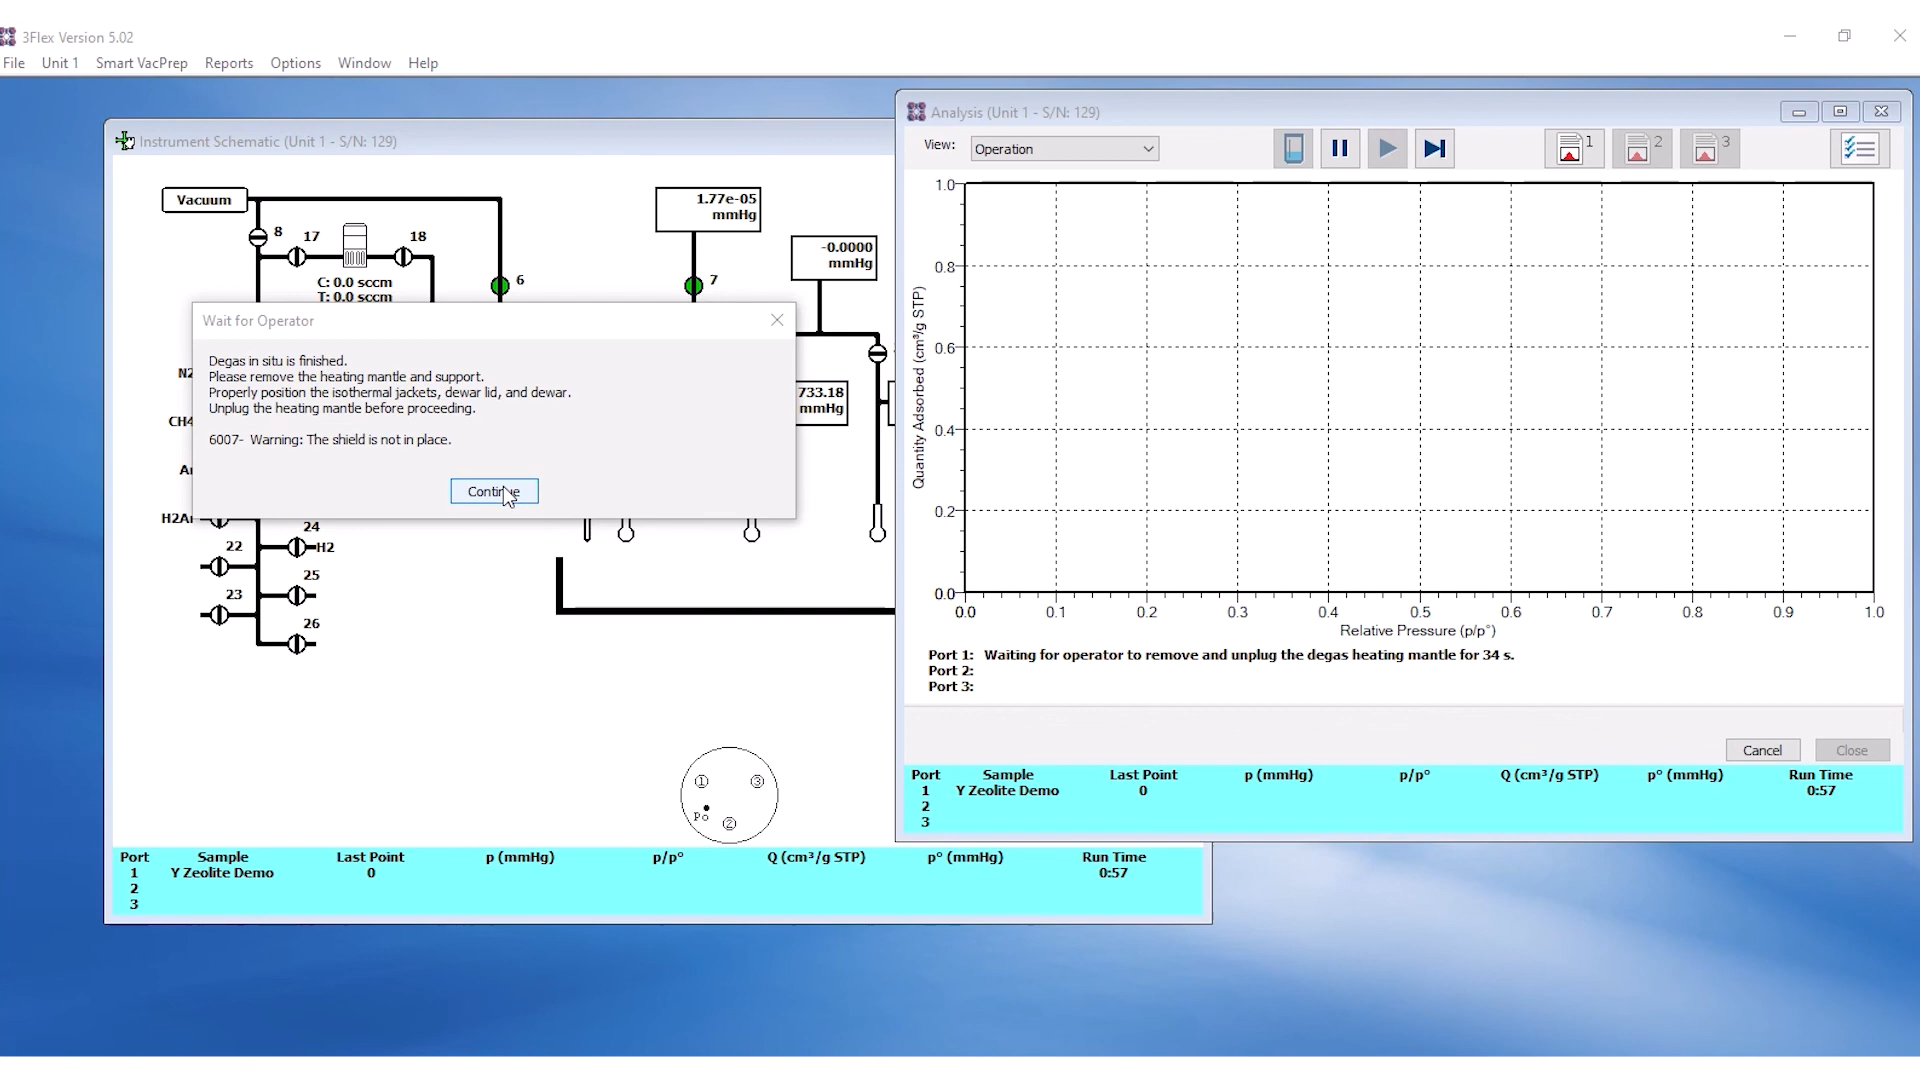 3Flex Version 5.02
File Unit 1 Smart VacPrep Reports Options Window Help
Instrument Schematic (Unit 1 - S/N: 129)
Vacuum
8
17
18
C: 0.0 sccm
T: 0.0 sccm
6
1.77e-05
mmHg
7
-0.0000
mmHg
733.18
mmHg
Wait for Operator
Degas in situ is finished.
Please remove the heating mantle and support.
Properly position the isothermal jackets, dewar lid, and dewar.
Unplug the heating mantle before proceeding.
6007- Warning: The shield is not in place.
Continue
24
H2
22
25
23
26
1
3
Po
2
Port Sample Last Point p (mmHg) p/p° Q (cm³/g STP) p° (mmHg) Run Time
1 Y Zeolite Demo 0 0:57
2
3
Analysis (Unit 1 - S/N: 129)
View: Operation
1 2 3
Quantity Adsorbed (cm³/g STP)
1.0
0.8
0.6
0.4
0.2
0.0
0.0 0.1 0.2 0.3 0.4 0.5 0.6 0.7 0.8 0.9 1.0
Relative Pressure (p/p°)
Port 1: Waiting for operator to remove and unplug the degas heating mantle for 34 s.
Port 2:
Port 3:
Cancel Close
Port Sample Last Point p (mmHg) p/p° Q (cm³/g STP) p° (mmHg) Run Time
1 Y Zeolite Demo 0 0:57
2
3